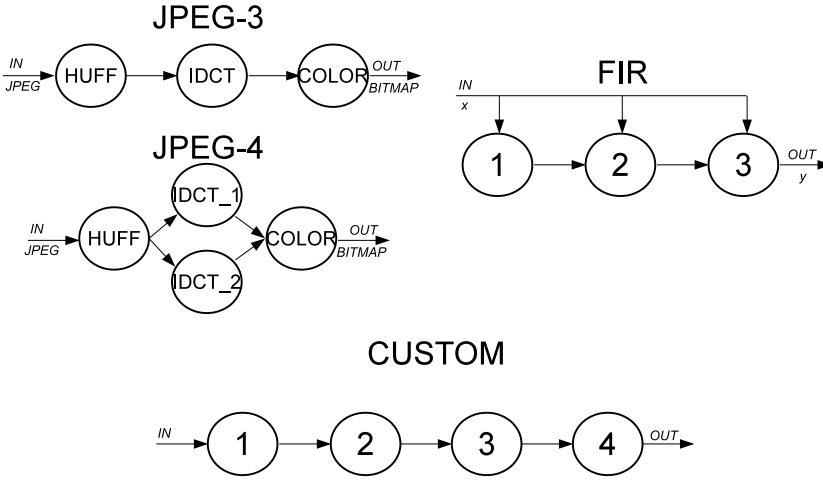 JPEG-3
IN
JPEG
HUFF
IDCT
COLOR
OUT
BITMAP
FIR
IN
x
1
2
3
OUT
y
JPEG-4
IN
JPEG
HUFF
IDCT_1
IDCT_2
COLOR
OUT
BITMAP
CUSTOM
IN
1
2
3
4
OUT